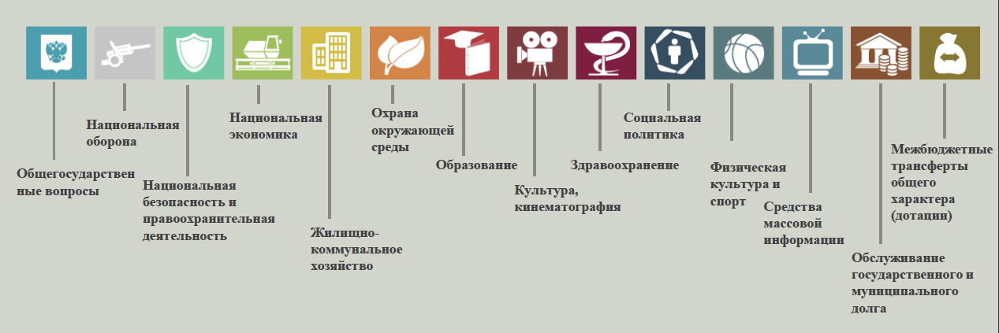 Общегосударствен
ные вопросы
Национальная
оборона
Национальная
безопасность и
правоохранительная
деятельность
Национальная
экономика
Жилищно-
коммунальное
хозяйство
Охрана
окружающей
среды
Образование
Культура,
кинематография
Здравоохранение
Социальная
политика
Физическая
культура и
спорт
Средства
массовой
информации
Обслуживание
государственного и
муниципального
долга
Межбюджетные
трансферты
общего
характера
(дотации)